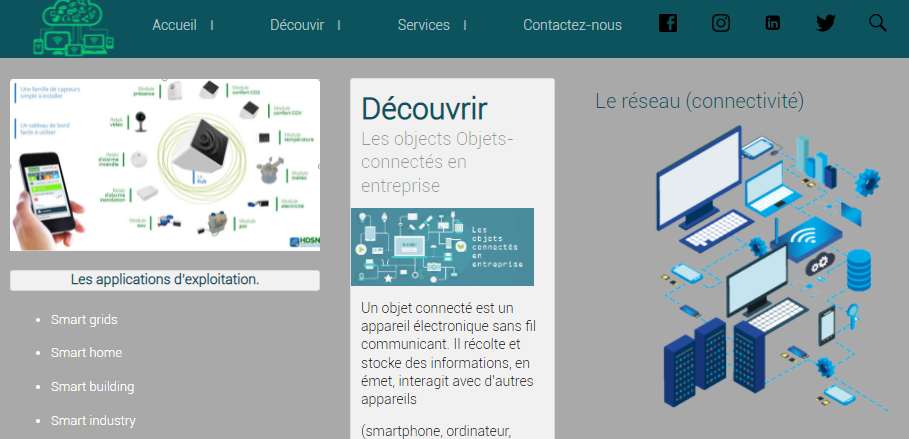 Accueil I Découvir I Services I Contactez-nous
Une famille de capteurs
simple à installer
Un tableau de bord
facile à utiliser
Module
présence
Module
confort CO2
Module
confort COV
Relais
vidéo
Module
température
Relais
d'alarme
incendie
Le
Hub
Module
météo
Relais
d'alarme
inondation
Module
électricité
Module
eau
Module
gaz
HDSN
Les applications d'exploitation.
Smart grids
Smart home
Smart building
Smart industry
Découvrir
Les objects Objets-
connectés en
entreprise
Les
objets
connectés
en
entreprise
Un objet connecté est un
appareil électronique sans fil
communicant. Il récolte et
stocke des informations, en
émet, interagit avec d'autres
appareils
(smartphone, ordinateur,
Le réseau (connectivité)